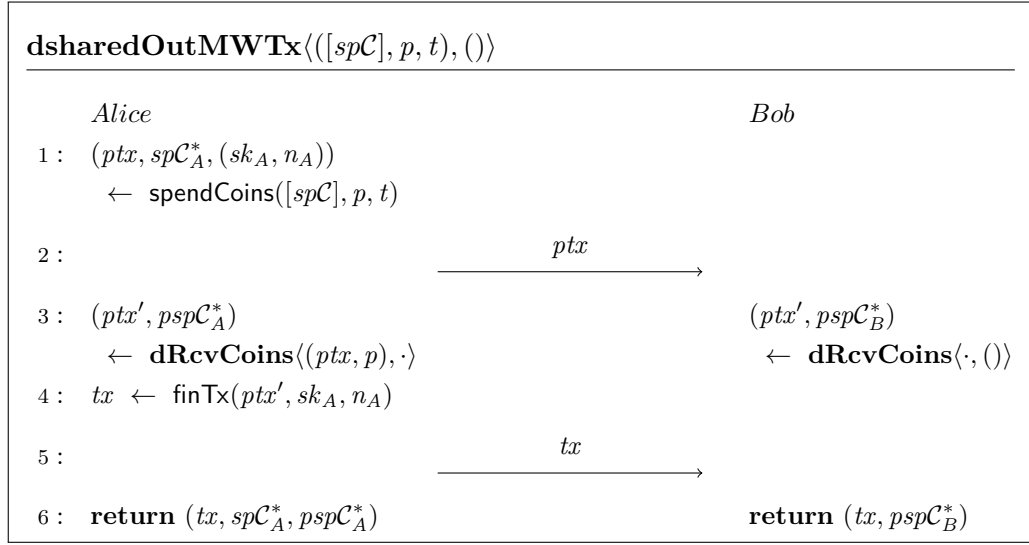 dsharedOutMWTx⟨([sp𝒞], p, t), ()⟩
Alice Bob
1 : (ptx, sp𝒞*_A, (sk_A, n_A))
← spendCoins([sp𝒞], p, t)
2 : ptx
3 : (ptx′, psp𝒞*_A) (ptx′, psp𝒞*_B)
← dRcvCoins⟨(ptx, p), ·⟩ ← dRcvCoins⟨·, ()⟩
4 : tx ← finTx(ptx′, sk_A, n_A)
5 : tx
6 : return (tx, sp𝒞*_A, psp𝒞*_A) return (tx, psp𝒞*_B)